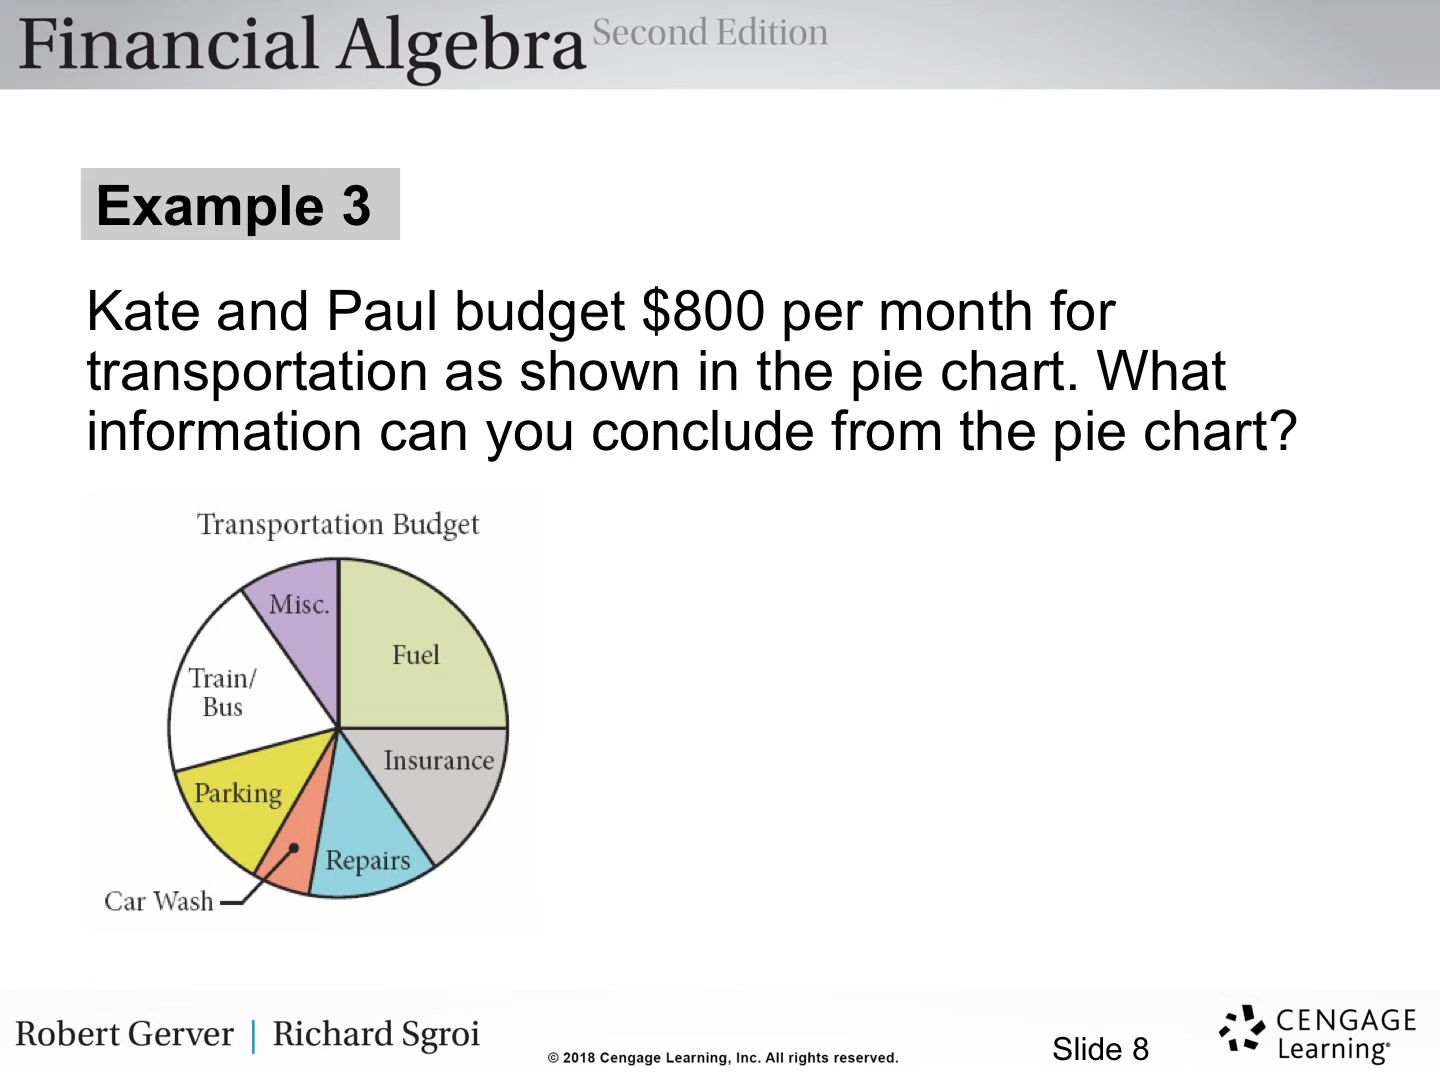 Financial Algebra Second Edition
Example 3
Kate and Paul budget $800 per month for
transportation as shown in the pie chart. What
information can you conclude from the pie chart?
Transportation Budget
Misc.
Fuel
Train/
Bus
Insurance
Parking
Repairs
Car Wash
Robert Gerver | Richard Sgroi
© 2018 Cengage Learning, Inc. All rights reserved.
Slide 8
CENGAGE
Learning®